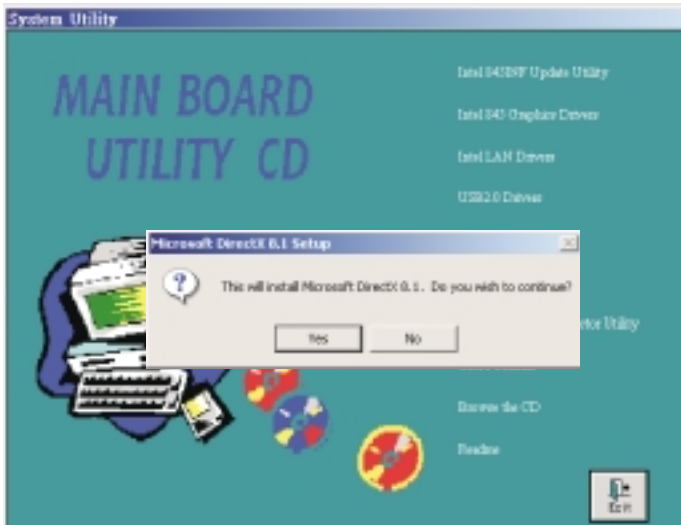 System Utility
MAIN BOARD
UTILITY CD
Intel 845INF Update Utility
Intel 845 Graphics Drivers
Intel LAN Drivers
USB2.0 Drivers
Microsoft DirectX 8.1 Setup
This will install Microsoft DirectX 8.1. Do you wish to continue?
Yes
No
Utility
Browse the CD
Readme
Exit